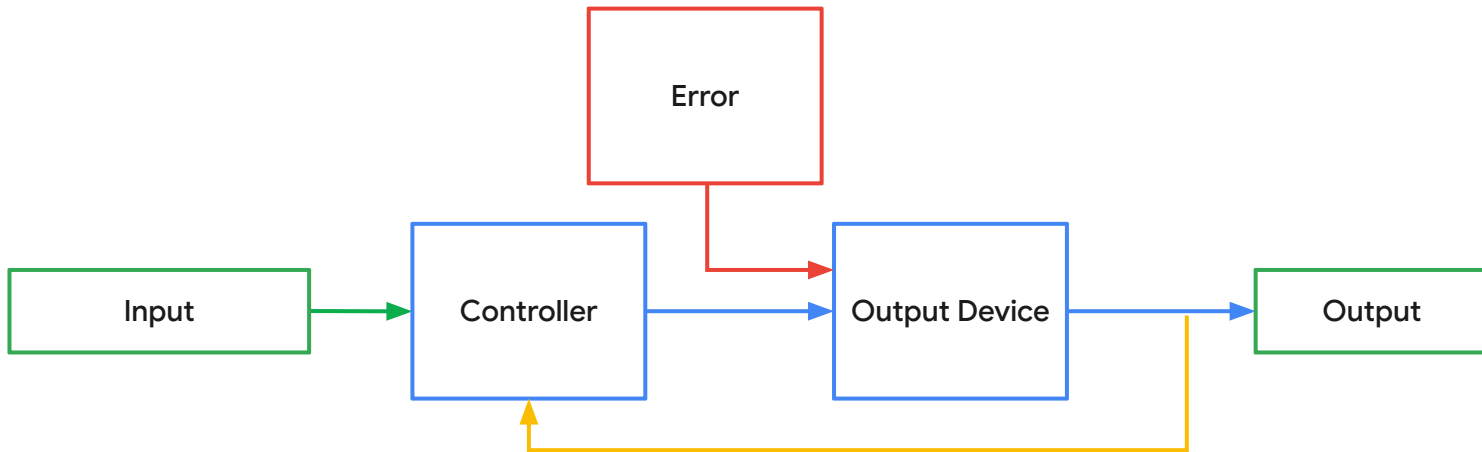 Error
Input
Controller
Output Device
Output